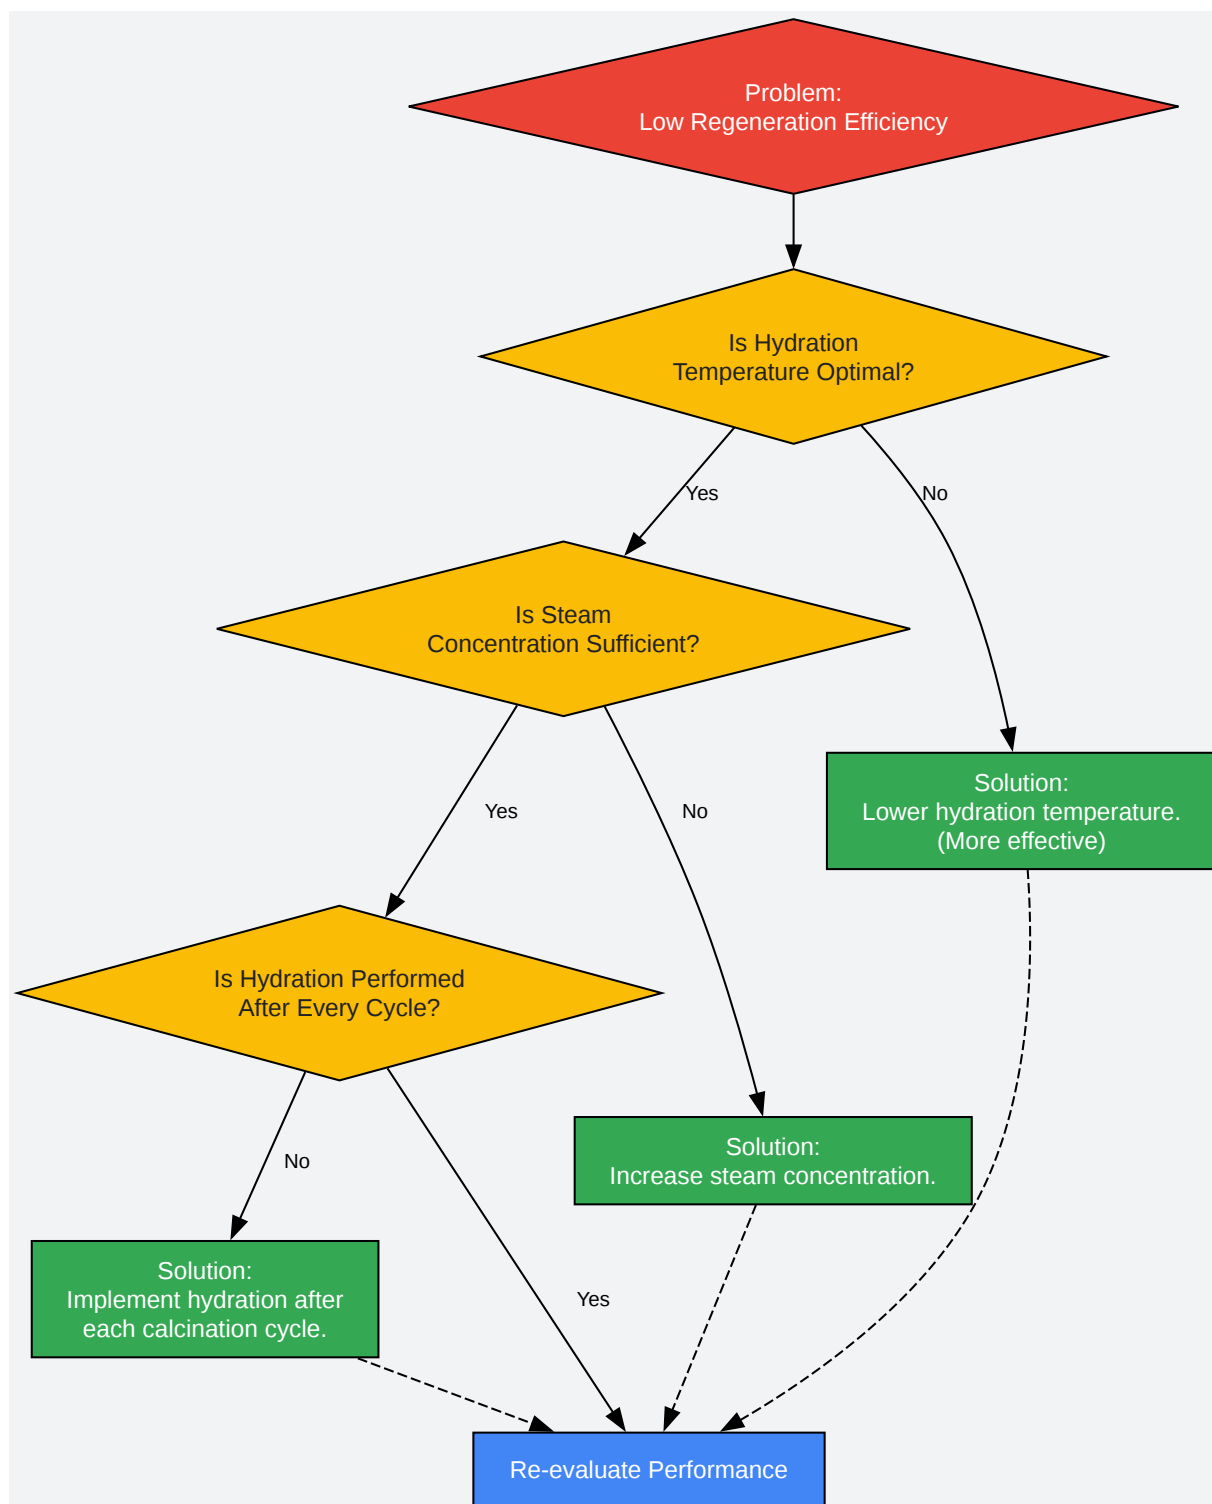 Problem:
Low Regeneration Efficiency
Is Hydration
Temperature Optimal?
Yes
No
Is Steam
Concentration Sufficient?
Solution:
Lower hydration temperature.
(More effective)
Yes
No
Is Hydration Performed
After Every Cycle?
Solution:
Increase steam concentration.
No
Solution:
Implement hydration after
each calcination cycle.
Yes
Re-evaluate Performance